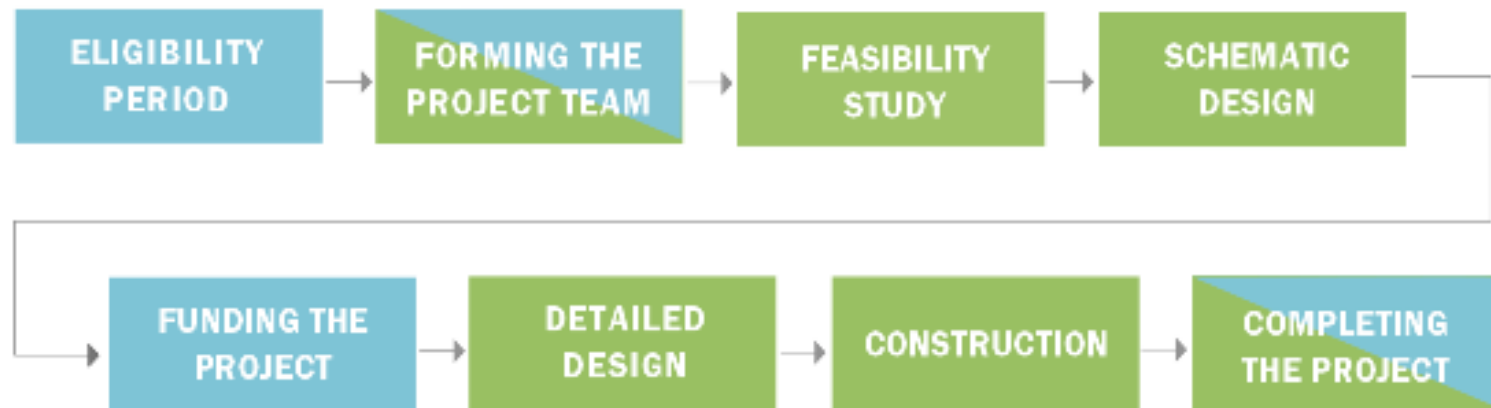 ELIGIBILITY
PERIOD
FORMING THE
PROJECT TEAM
FEASIBILITY
STUDY
SCHEMATIC
DESIGN
FUNDING THE
PROJECT
DETAILED
DESIGN
CONSTRUCTION
COMPLETING
THE PROJECT